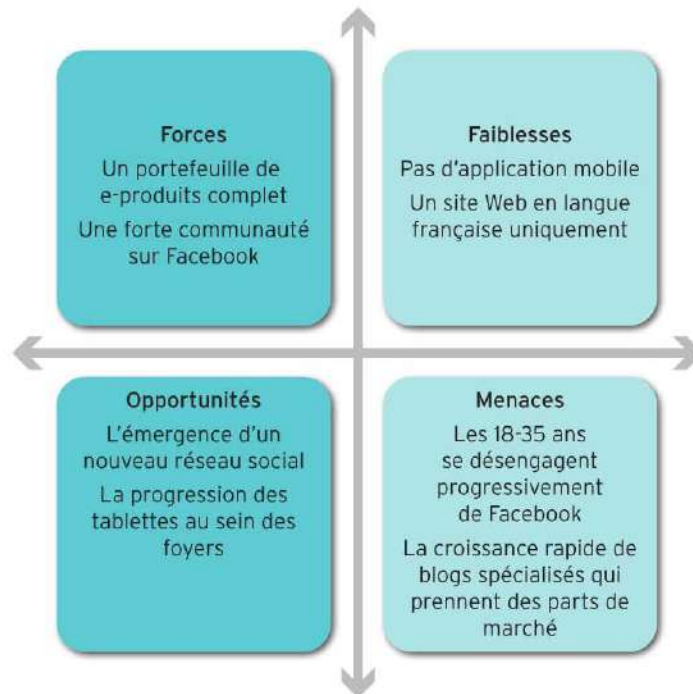 Forces
Un portefeuille de
e-produits complet
Une forte communauté
sur Facebook
Faiblesses
Pas d'application mobile
Un site Web en langue
française uniquement
Opportunités
L'émergence d'un
nouveau réseau social
La progression des
tablettes au sein des
foyers
Menaces
Les 18-35 ans
se désengagent
progressivement
de Facebook
La croissance rapide de
blogs spécialisés qui
prennent des parts de
marché